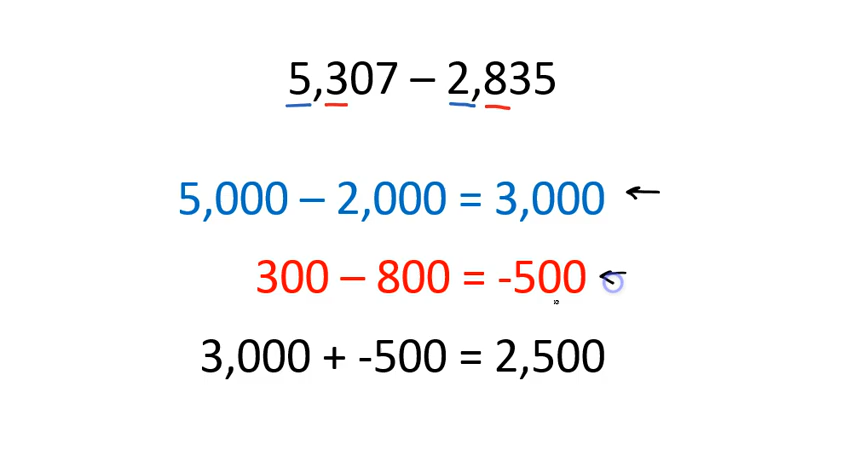 5,307 – 2,835
5,000 – 2,000 = 3,000
300 – 800 = -500
3,000 + -500 = 2,500